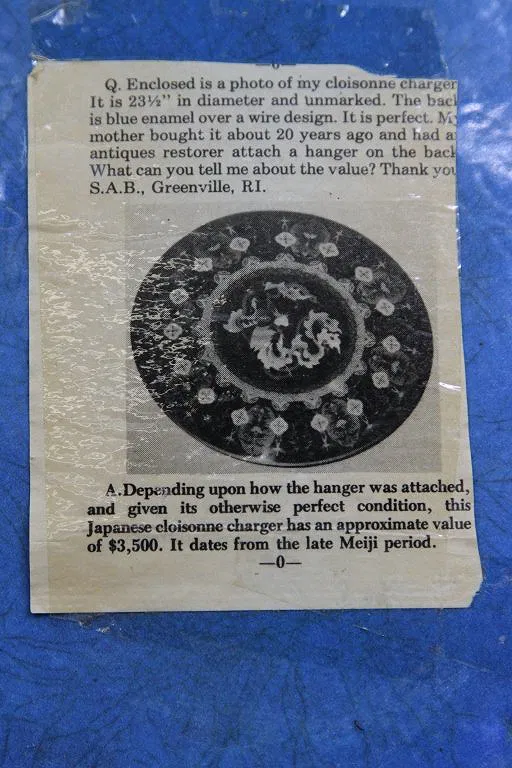 —0—
Q. Enclosed is a photo of my cloisonne charger
It is 23½" in diameter and unmarked. The back
is blue enamel over a wire design. It is perfect. My
mother bought it about 20 years ago and had a
antiques restorer attach a hanger on the back
What can you tell me about the value? Thank you
S.A.B., Greenville, RI.
A. Depending upon how the hanger was attached,
and given its otherwise perfect condition, this
Japanese cloisonne charger has an approximate value
of $3,500. It dates from the late Meiji period.
—0—